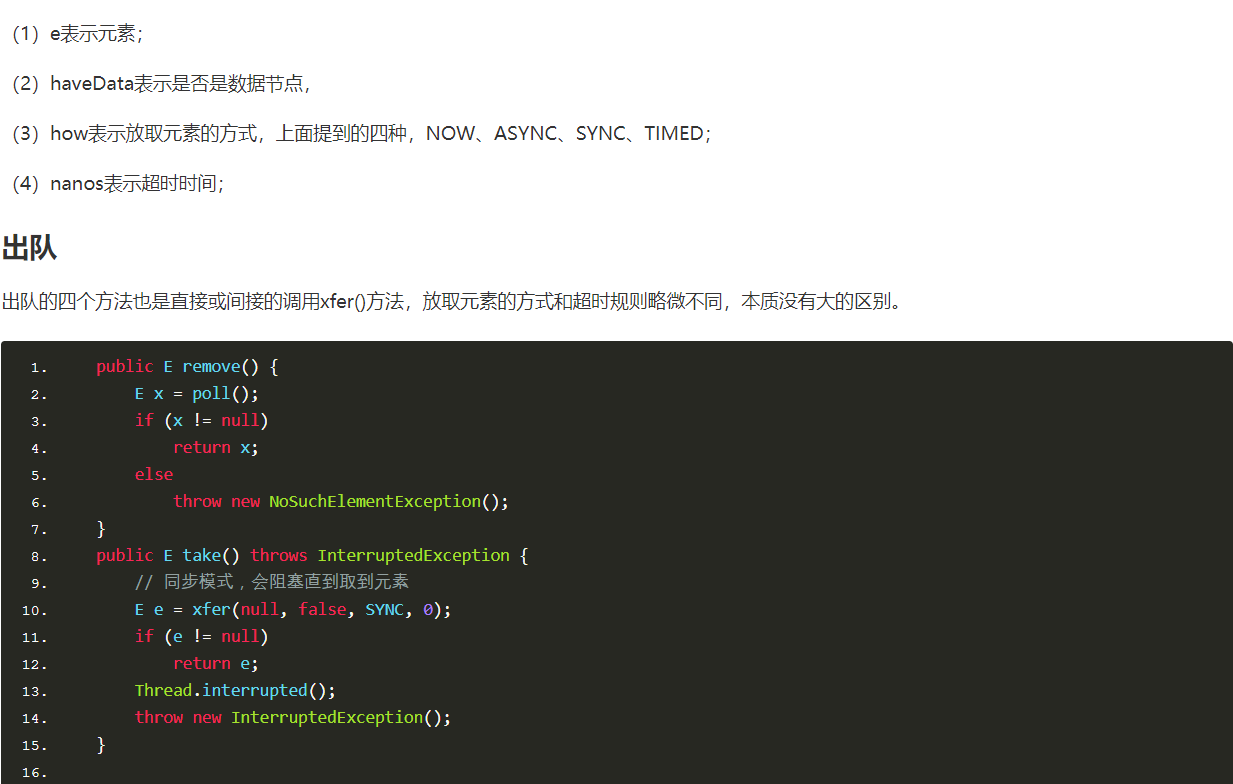 （1）e表示元素；
（2）haveData表示是否是数据节点，
（3）how表示放取元素的方式，上面提到的四种，NOW、ASYNC、SYNC、TIMED；
（4）nanos表示超时时间；
出队
出队的四个方法也是直接或间接的调用xfer()方法，放取元素的方式和超时规则略微不同，本质没有大的区别。
1.     public E remove() {
2.         E x = poll();
3.         if (x != null)
4.             return x;
5.         else
6.             throw new NoSuchElementException();
7.     }
8.     public E take() throws InterruptedException {
9.         // 同步模式，会阻塞直到取到元素
10.         E e = xfer(null, false, SYNC, 0);
11.         if (e != null)
12.             return e;
13.         Thread.interrupted();
14.         throw new InterruptedException();
15.     }
16.